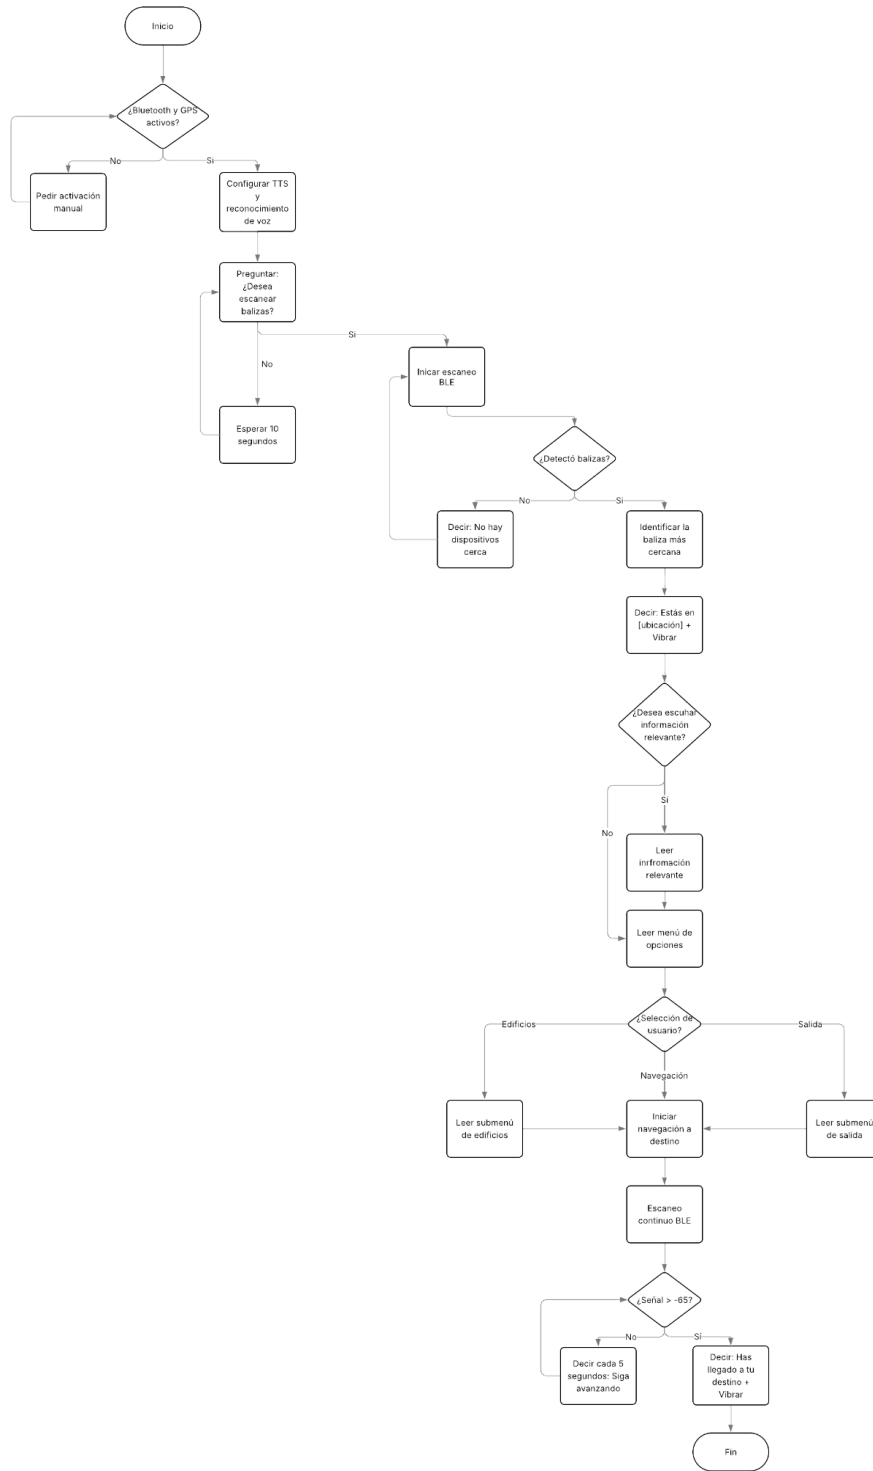 Inicio
¿Bluetooth y GPS
activos?
No
Si
Pedir activación
manual
Configurar TTS
y
reconocimiento
de voz
Preguntar:
¿Desea
escanear
balizas?
Si
No
Inicar escaneo
BLE
Esperar 10
segundos
¿Detectó balizas?
No
Si
Decir: No hay
dispositivos
cerca
Identificar la
baliza más
cercana
Decir: Estás en
[ubicación] +
Vibrar
¿Desea escuhar
información
relevante?
Sí
No
Leer
inrfromación
relevante
Leer menú de
opciones
¿Selección de
usuario?
Edificios
Salida
Navegación
Leer submenú
de edificios
Iniciar
navegación a
destino
Leer submenú
de salida
Escaneo
continuo BLE
¿Señal > -65?
No
Sí
Decir cada 5
segundos: Siga
avanzando
Decir: Has
llegado a tu
destino +
Vibrar
Fin